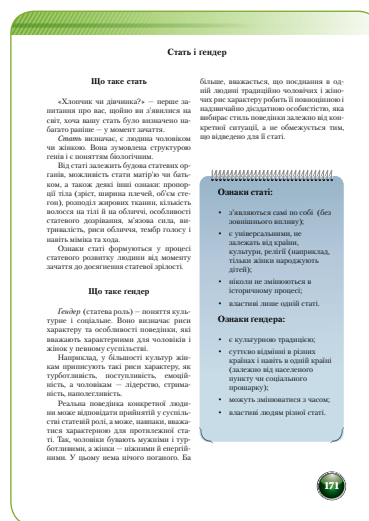 Стать і ґендер
Що таке стать
«Хлопчик чи дівчинка?» — перше за-
питання про вас, щойно ви з'явилися на
світ, хоча вашу стать було визначено на-
багато раніше — у момент зачаття.
Стать визначає, є людина чоловіком
чи жінкою. Вона зумовлена структурою
генів і є поняттям біологічним.
Від статі залежить будова статевих ор-
ганів, можливість стати матір'ю чи бать-
ком, а також деякі інші ознаки: пропор-
ції тіла (зріст, ширина плечей, об'єм сте-
гон), розподіл жирових тканин, кількість
волосся на тілі й на обличчі, особливості
статевого дозрівання, м'язова сила, ви-
тривалість, риси обличчя, тембр голосу і
навіть міміка та хода.
Ознаки статі формуються у процесі
статевого розвитку людини від моменту
зачаття до досягнення статевої зрілості.
Що таке ґендер
Ґендер (статева роль) — поняття куль-
турне і соціальне. Воно визначає риси
характеру та особливості поведінки, які
вважають характерними для чоловіків і
жінок у певному суспільстві.
Наприклад, у більшості культур жін-
кам приписують такі риси характеру, як
турботливість, поступливість, емоцій-
ність, а чоловікам — лідерство, стрима-
ність, наполегливість.
Реальна поведінка конкретної люди-
ни може відповідати прийнятій у суспіль-
стві статевій ролі, а може, навпаки, вважа-
тися характерною для протилежної ста-
ті. Так, чоловіки бувають мужніми і тур-
ботливими, а жінки — ніжними й енергій-
ними. У цьому нема нічого поганого. Ба
більше, вважається, що поєднання в од-
ній людині традиційно чоловічих і жіно-
чих рис характеру робить її повноцінною і
надзвичайно дієздатною особистістю, яка
вибирає стиль поведінки залежно від кон-
кретної ситуації, а не обмежується тим,
що відведено для її статі.
Ознаки статі:
• з'являються самі по собі (без
зовнішнього впливу);
• є універсальними, не
залежать від країни,
культури, релігії (наприклад,
тільки жінки народжують
дітей);
• ніколи не змінюються в
історичному процесі;
• властиві лише одній статі.
Ознаки ґендера:
• є культурною традицією;
• суттєво відмінні в різних
країнах і навіть в одній країні
(залежно від населеного
пункту чи соціального
прошарку);
• можуть змінюватися з часом;
• властиві людям різної статі.
171